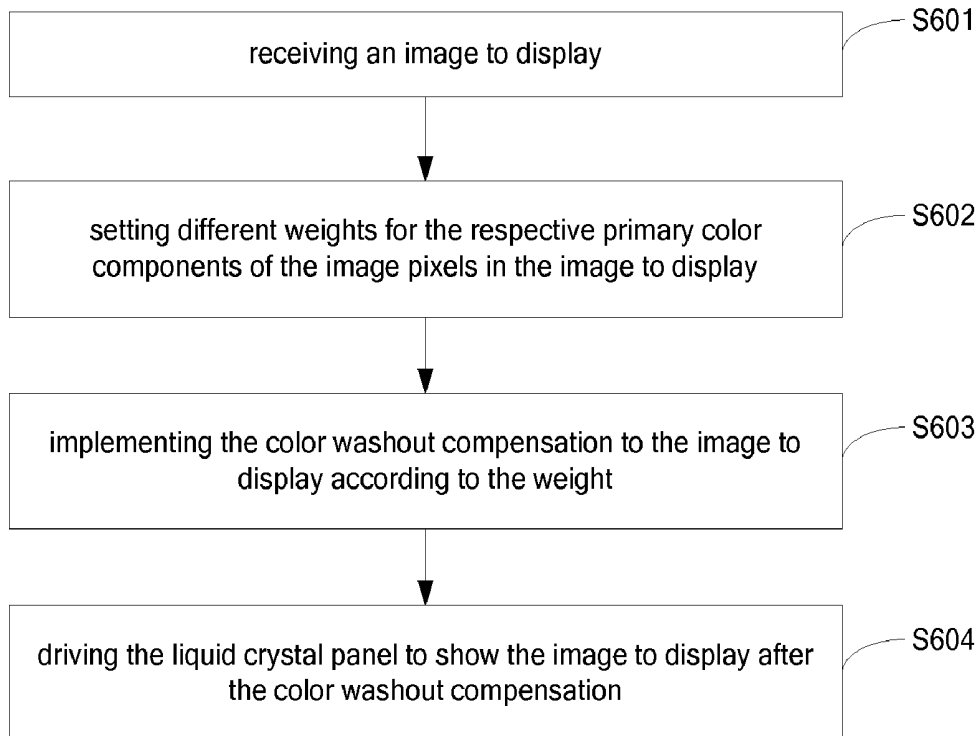 S601
receiving an image to display
S602
setting different weights for the respective primary color
components of the image pixels in the image to display
S603
implementing the color washout compensation to the image to
display according to the weight
S604
driving the liquid crystal panel to show the image to display after
the color washout compensation